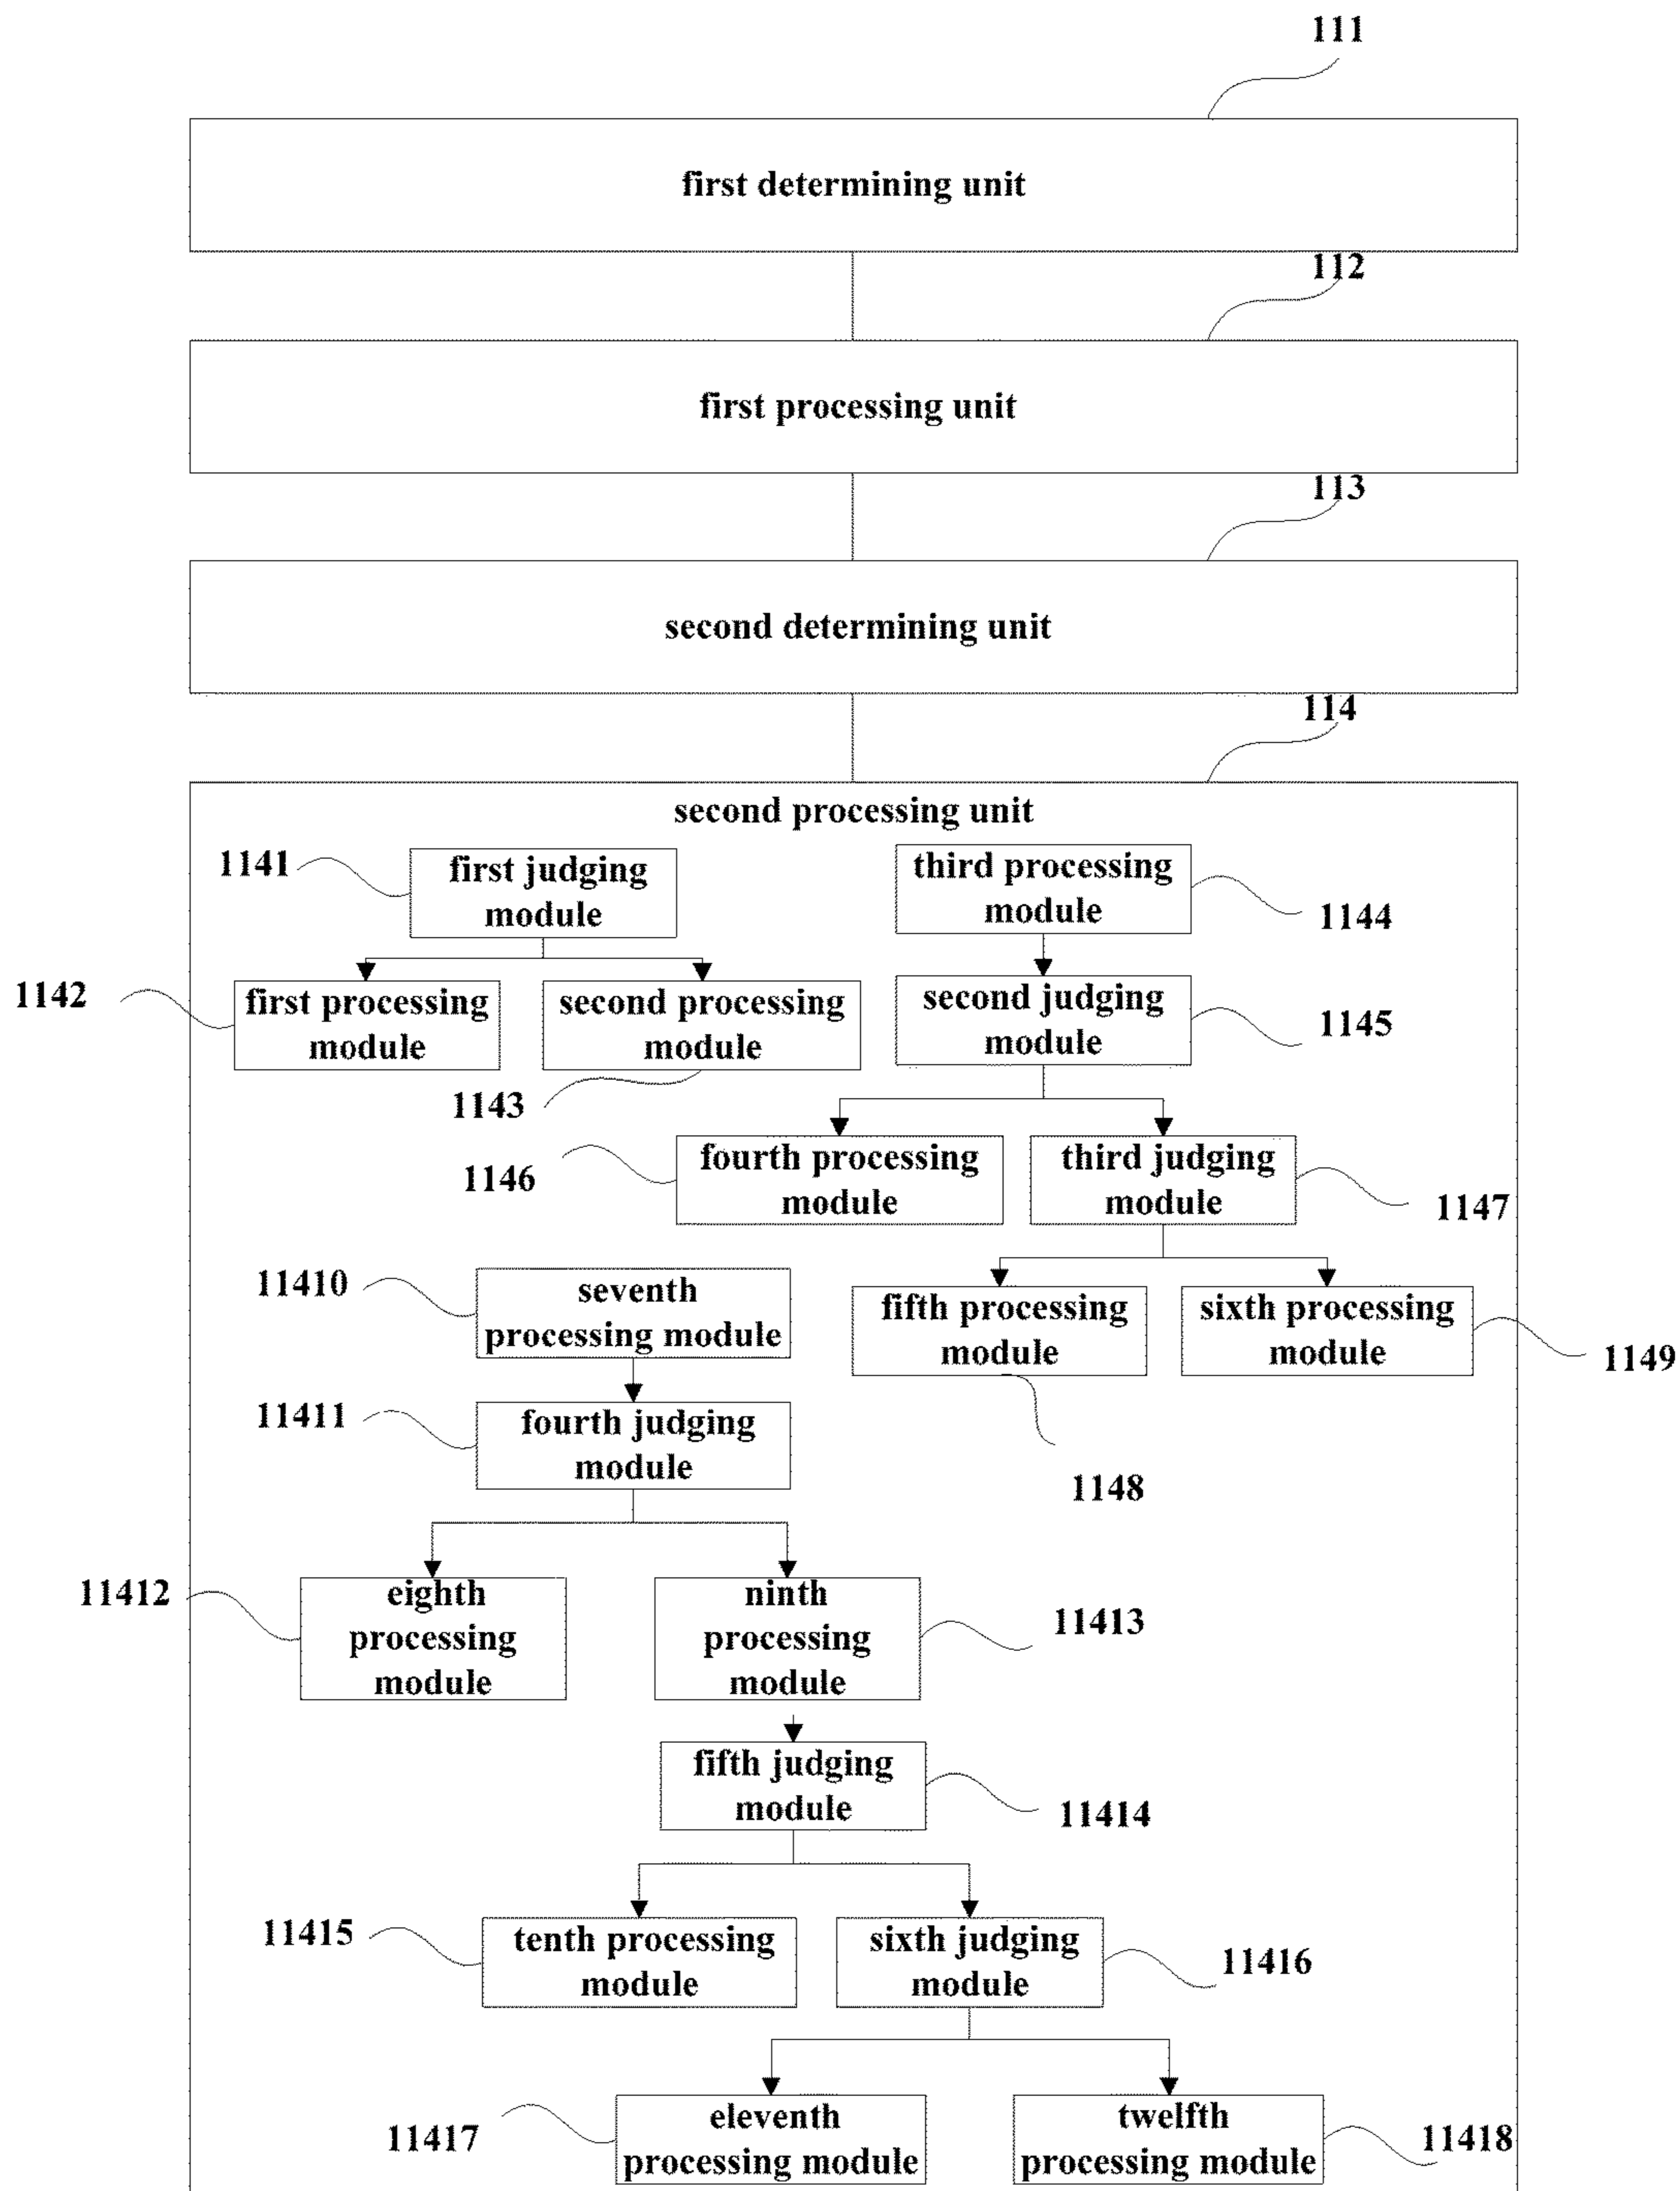 111
first determining unit
112
first processing unit
113
second determining unit
114
second processing unit
1141
first judging
module
third processing
module
1144
1142
first processing
module
second processing
module
1143
second judging
module
1145
1146
fourth processing
module
third judging
module
1147
11410
seventh
processing module
fifth processing
module
sixth processing
module
1149
1148
11411
fourth judging
module
11412
eighth
processing
module
ninth
processing
module
11413
fifth judging
module
11414
11415
tenth processing
module
sixth judging
module
11416
11417
eleventh
processing module
twelfth
processing module
11418